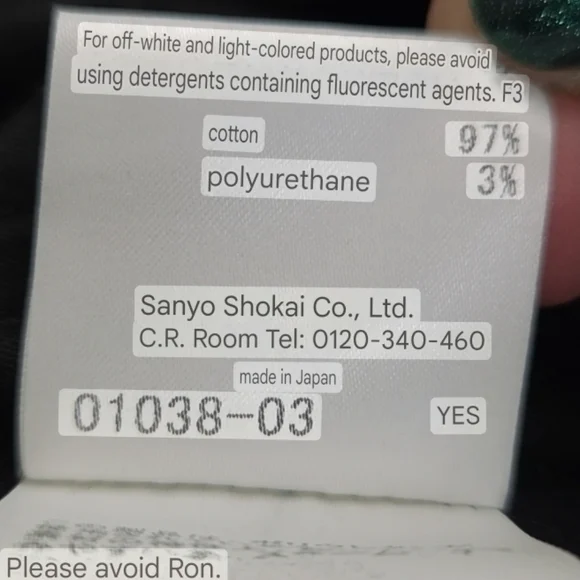 For off-white and light-colored products, please avoid
using detergents containing fluorescent agents. F3
cotton 97%
polyurethane 3%
Sanyo Shokai Co., Ltd.
C.R. Room Tel: 0120-340-460
made in Japan
01038-03 YES
Please avoid Ron.